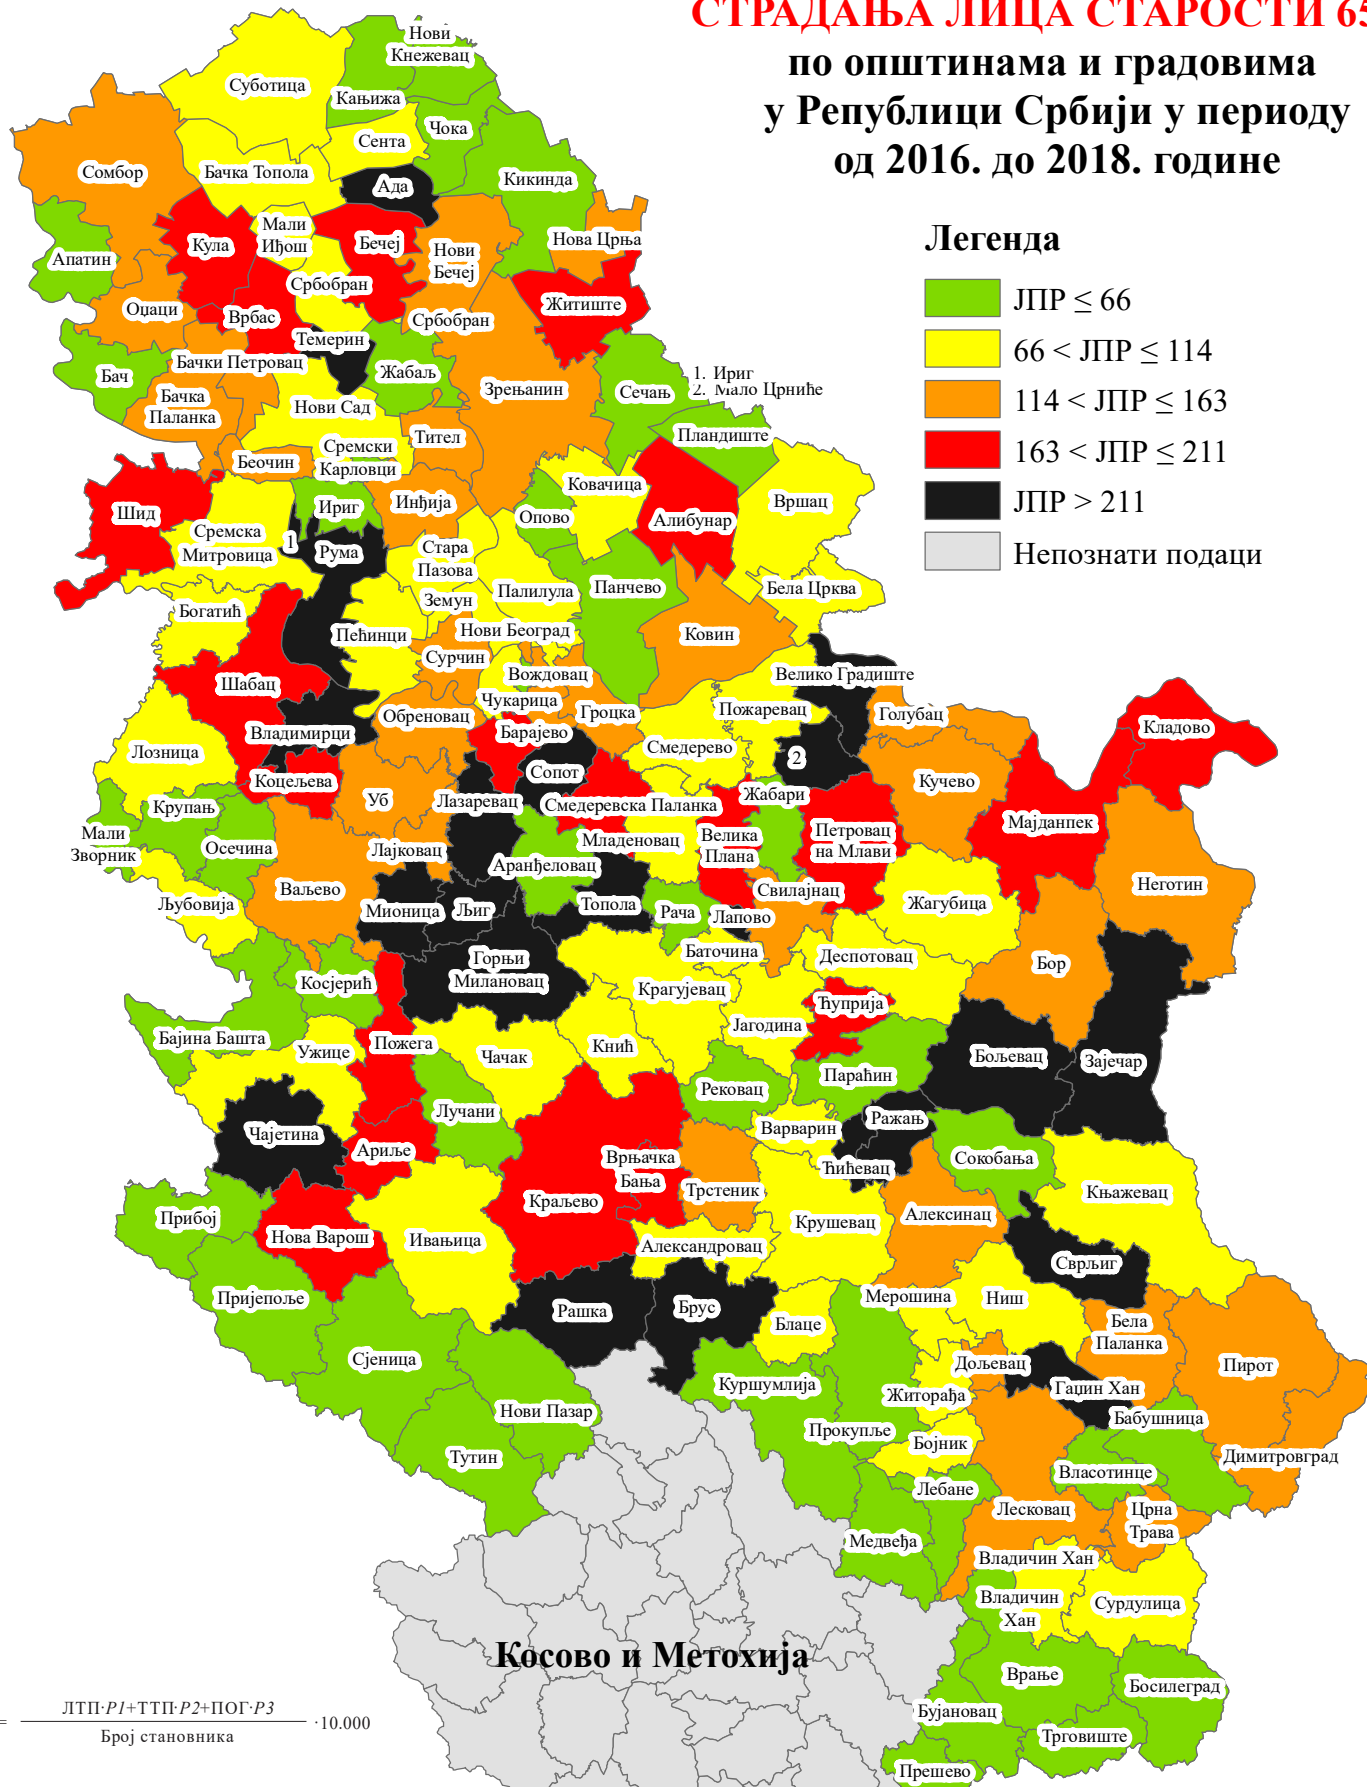 СТРАДАЊА ЛИЦА СТАРОСТИ 65
по општинама и градовима
у Републици Србији у периоду
од 2016. до 2018. године
Легенда
ЈПР ≤ 66
66 < ЈПР ≤ 114
114 < ЈПР ≤ 163
163 < ЈПР ≤ 211
ЈПР > 211
Непознати подаци
1. Ириг
2. Мало Црниће
Нови
Кнежевац
Суботица
Кањижа
Чока
Сента
Сомбор
Бачка Топола
Ада
Кикинда
Мали
Иђош
Кула
Бечеј
Нови
Бечеј
Нова Црња
Апатин
Србобран
Житиште
Оџаци
Врбас
Србобран
Темерин
Бачки Петровац
Бач
Жабаљ
Зрењанин
Сечањ
Бачка
Паланка
Нови Сад
Тител
Пландиште
Сремски
Карловци
Беочин
Ковачица
Вршац
Шид
Ириг
Инђија
Опово
Алибунар
Сремска
Митровица
1
Рума
Стара
Пазова
Панчево
Бела Црква
Палилула
Земун
Богатић
Пећинци
Нови Београд
Ковин
Сурчин
Вождовац
Велико Градиште
Шабац
Чукарица
Гроцка
Пожаревац
Голубац
Обреновац
Кладово
Владимирци
Барајево
Смедерево
Лозница
2
Коцељева
Сопот
Кучево
Уб
Лазаревац
Смедеревска Паланка
Жабари
Крупањ
Мајданпек
Мали
Зворник
Осечина
Лајковац
Младеновац
Велика
Плана
Петровац
на Млави
Аранђеловац
Ваљево
Свилајнац
Неготин
Љубовија
Мионица
Љиг
Топола
Рача
Лапово
Жагубица
Горњи
Милановац
Баточина
Деспотовац
Бор
Косјерић
Крагујевац
Ћуприја
Јагодина
Бајина Башта
Ужице
Пожега
Чачак
Кнић
Бољевац
Зајечар
Рековац
Параћин
Лучани
Ражањ
Чајетина
Варварин
Ариље
Врњачка
Бања
Ћићевац
Сокобања
Трстеник
Краљево
Књажевац
Прибој
Нова Варош
Ивањица
Крушевац
Алексинац
Александровац
Сврљиг
Пријепоље
Рашка
Брус
Мерошина
Ниш
Блаце
Бела
Паланка
Сјеница
Дољевац
Пирот
Куршумлија
Житорађа
Гаџин Хан
Нови Пазар
Бабушница
Прокупље
Бојник
Тутин
Димитровград
Власотинце
Лебане
Лесковац
Црна
Трава
Медвеђа
Владичин Хан
Владичин
Хан
Сурдулица
Косово и Метохија
Врање
Босилеград
Бујановац
Трговиште
Прешево
= ЛТП·P1+ТТП·P2+ПОГ·P3 ·10.000
Број становника